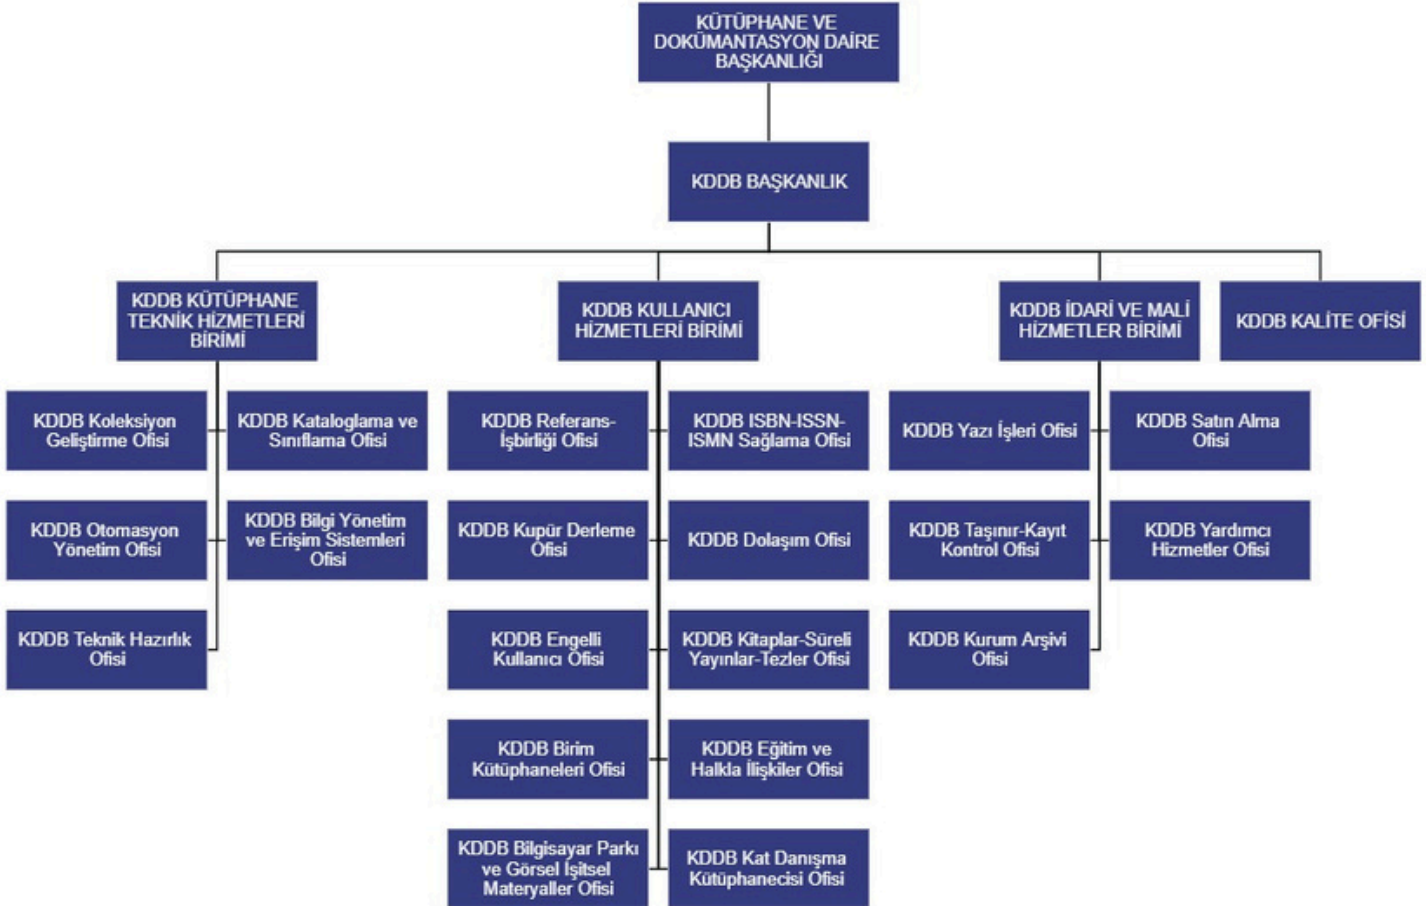 KÜTÜPHANE VE
DOKÜMANTASYON DAİRE
BAŞKANLIĞI
KDDB BAŞKANLIK
KDDB KÜTÜPHANE
TEKNİK HİZMETLERİ
BİRİMİ
KDDB KULLANICI
HİZMETLERİ BİRİMİ
KDDB İDARİ VE MALİ
HİZMETLER BİRİMİ
KDDB KALİTE OFİSİ
KDDB Koleksiyon
Geliştirme Ofisi
KDDB Kataloglama ve
Sınıflama Ofisi
KDDB Referans-
İşbirliği Ofisi
KDDB ISBN-ISSN-
ISMN Sağlama Ofisi
KDDB Yazı İşleri Ofisi
KDDB Satın Alma
Ofisi
KDDB Otomasyon
Yönetim Ofisi
KDDB Bilgi Yönetim
ve Erişim Sistemleri
Ofisi
KDDB Kupür Derleme
Ofisi
KDDB Dolaşım Ofisi
KDDB Taşınır-Kayıt
Kontrol Ofisi
KDDB Yardımcı
Hizmetler Ofisi
KDDB Teknik Hazırlık
Ofisi
KDDB Engelli
Kullanıcı Ofisi
KDDB Kitaplar-Süreli
Yayınlar-Tezler Ofisi
KDDB Kurum Arşivi
Ofisi
KDDB Birim
Kütüphaneleri Ofisi
KDDB Eğitim ve
Halkla İlişkiler Ofisi
KDDB Bilgisayar Parkı
ve Görsel İşitsel
Materyaller Ofisi
KDDB Kat Danışma
Kütüphanecisi Ofisi